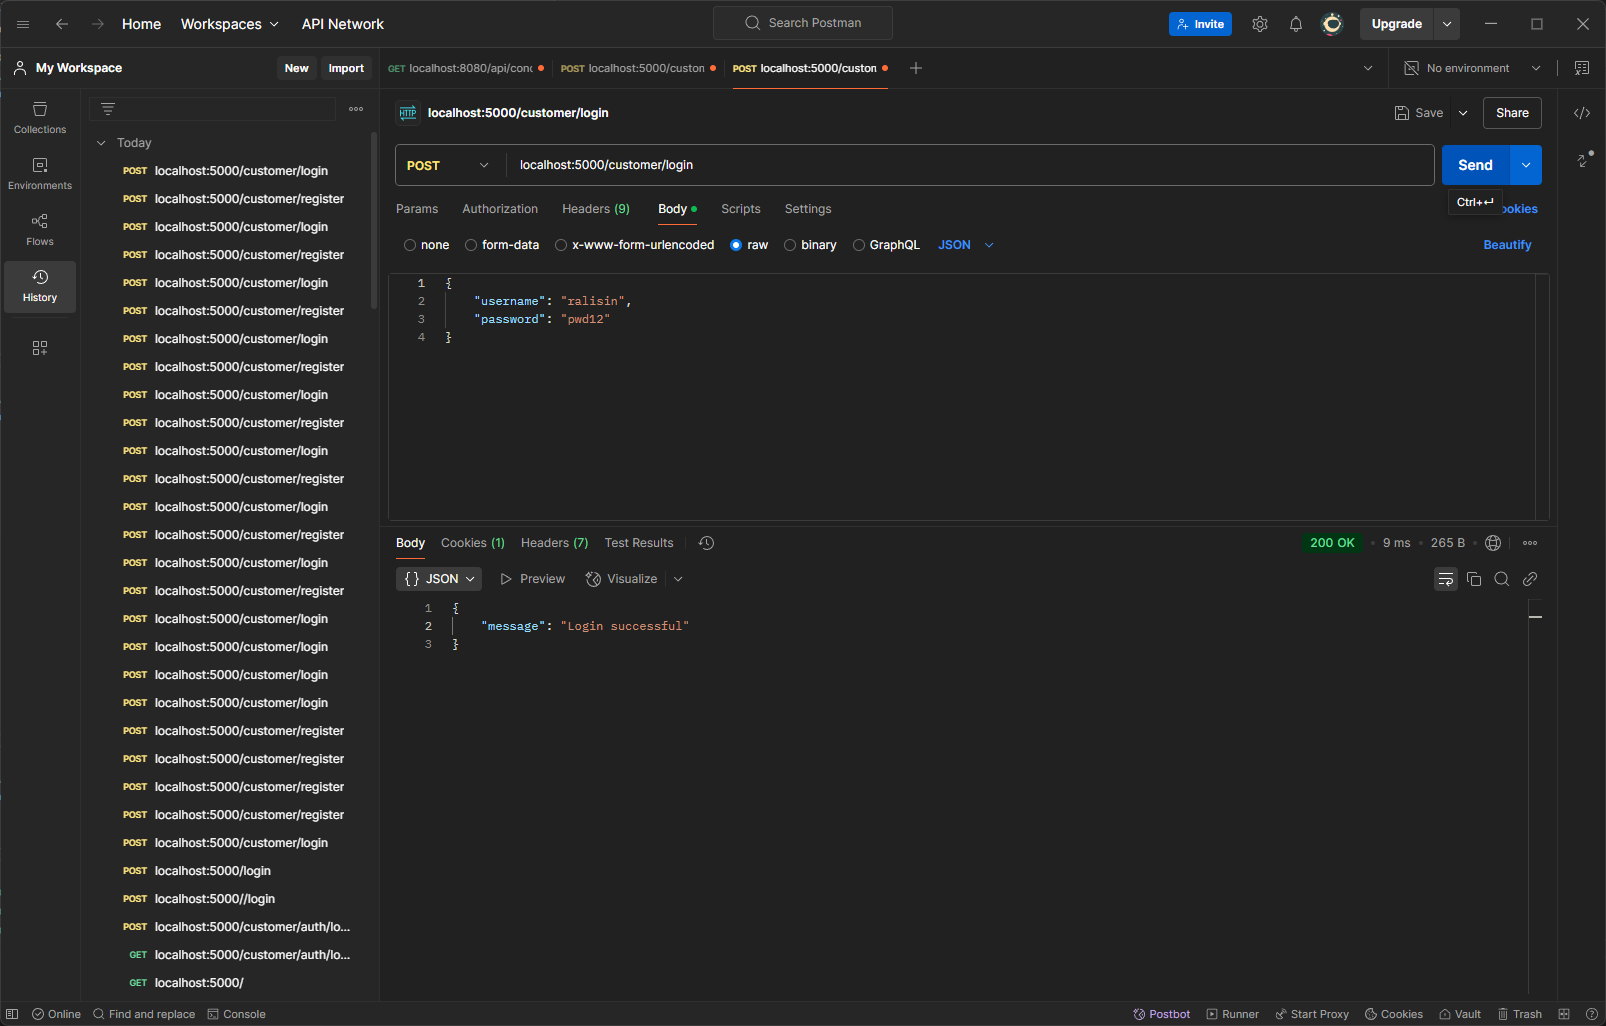 Home Workspaces API Network Search Postman Invite Upgrade
My Workspace New Import GET localhost:8080/api/conc POST localhost:5000/custom POST localhost:5000/custom No environment
Collections
Environments
Flows
History
Today
POST localhost:5000/customer/login
POST localhost:5000/customer/register
POST localhost:5000/customer/login
POST localhost:5000/customer/register
POST localhost:5000/customer/login
POST localhost:5000/customer/register
POST localhost:5000/customer/login
POST localhost:5000/customer/register
POST localhost:5000/customer/login
POST localhost:5000/customer/register
POST localhost:5000/customer/login
POST localhost:5000/customer/register
POST localhost:5000/customer/login
POST localhost:5000/customer/register
POST localhost:5000/customer/login
POST localhost:5000/customer/register
POST localhost:5000/customer/login
POST localhost:5000/customer/login
POST localhost:5000/customer/login
POST localhost:5000/customer/login
POST localhost:5000/customer/register
POST localhost:5000/customer/register
POST localhost:5000/customer/register
POST localhost:5000/customer/register
POST localhost:5000/customer/login
POST localhost:5000/login
POST localhost:5000//login
POST localhost:5000/customer/auth/lo...
GET localhost:5000/customer/auth/lo...
GET localhost:5000/
HTTP localhost:5000/customer/login Save Share
POST localhost:5000/customer/login Send
Params Authorization Headers (9) Body Scripts Settings Ctrl+↵ ookies
none form-data x-www-form-urlencoded raw binary GraphQL JSON Beautify
1 {
2 "username": "ralisin",
3 "password": "pwd12"
4 }
Body Cookies (1) Headers (7) Test Results 200 OK • 9 ms • 265 B
{} JSON Preview Visualize
1 {
2 "message": "Login successful"
3 }
Online Find and replace Console Postbot Runner Start Proxy Cookies Vault Trash